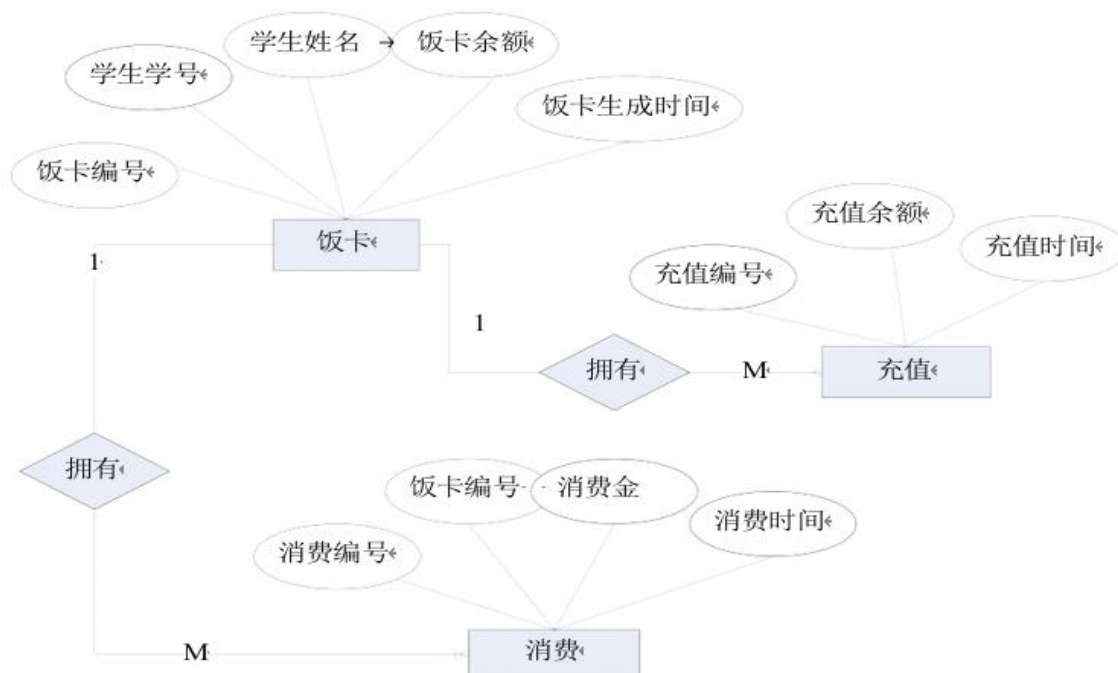 学生姓名
饭卡余额
学生学号
饭卡生成时间
饭卡编号
饭卡
1
充值余额
充值时间
充值编号
1
拥有
M
充值
拥有
饭卡编号
消费金
消费时间
消费编号
M
消费